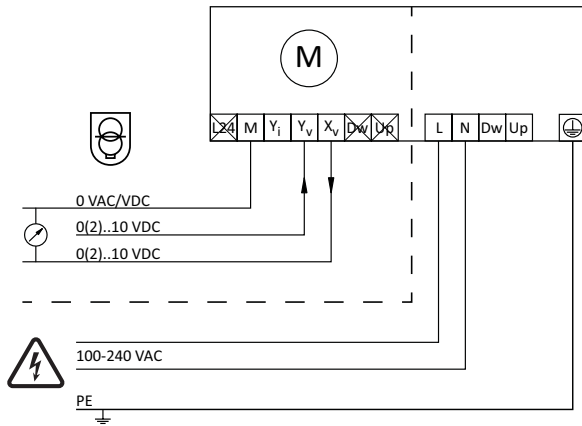 M
L24 M Yi Yv Xv Dw Up L N Dw Up
0 VAC/VDC
0(2)..10 VDC
0(2)..10 VDC
100-240 VAC
PE